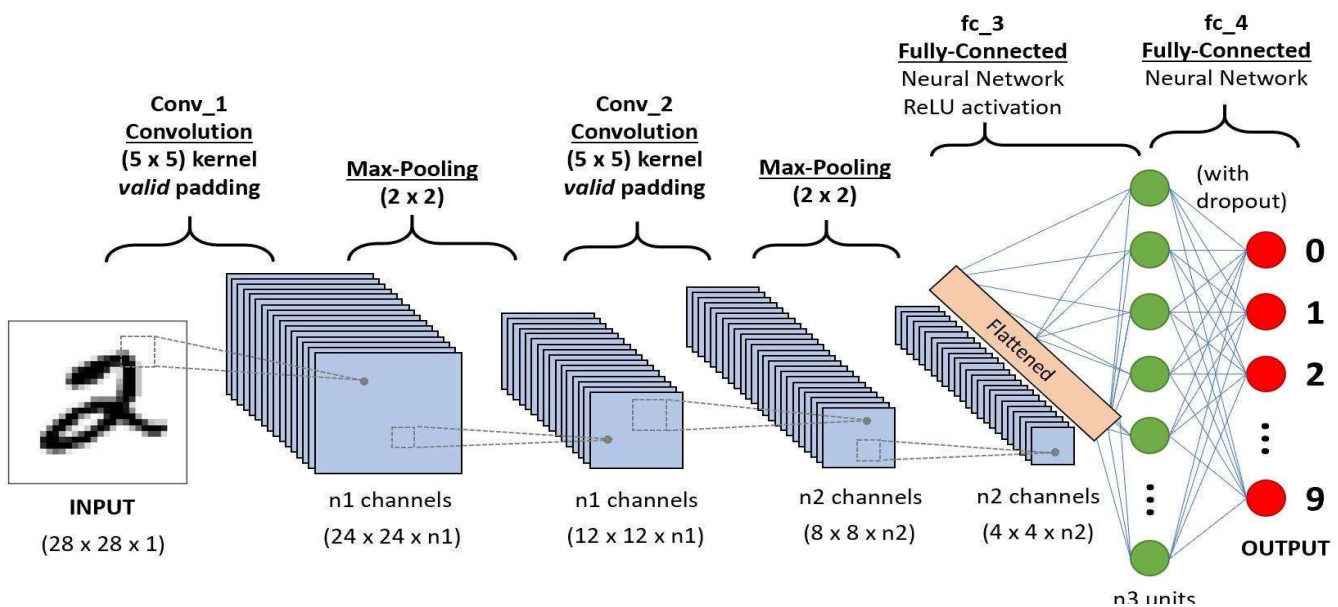 fc_3
Fully-Connected
Neural Network
ReLU activation
fc_4
Fully-Connected
Neural Network
Conv_1
Convolution
(5 x 5) kernel
valid padding
Max-Pooling
(2 x 2)
Conv_2
Convolution
(5 x 5) kernel
valid padding
Max-Pooling
(2 x 2)
(with
dropout)
Flattened
0
1
2
9
INPUT
(28 x 28 x 1)
n1 channels
(24 x 24 x n1)
n1 channels
(12 x 12 x n1)
n2 channels
(8 x 8 x n2)
n2 channels
(4 x 4 x n2)
OUTPUT
n3 units